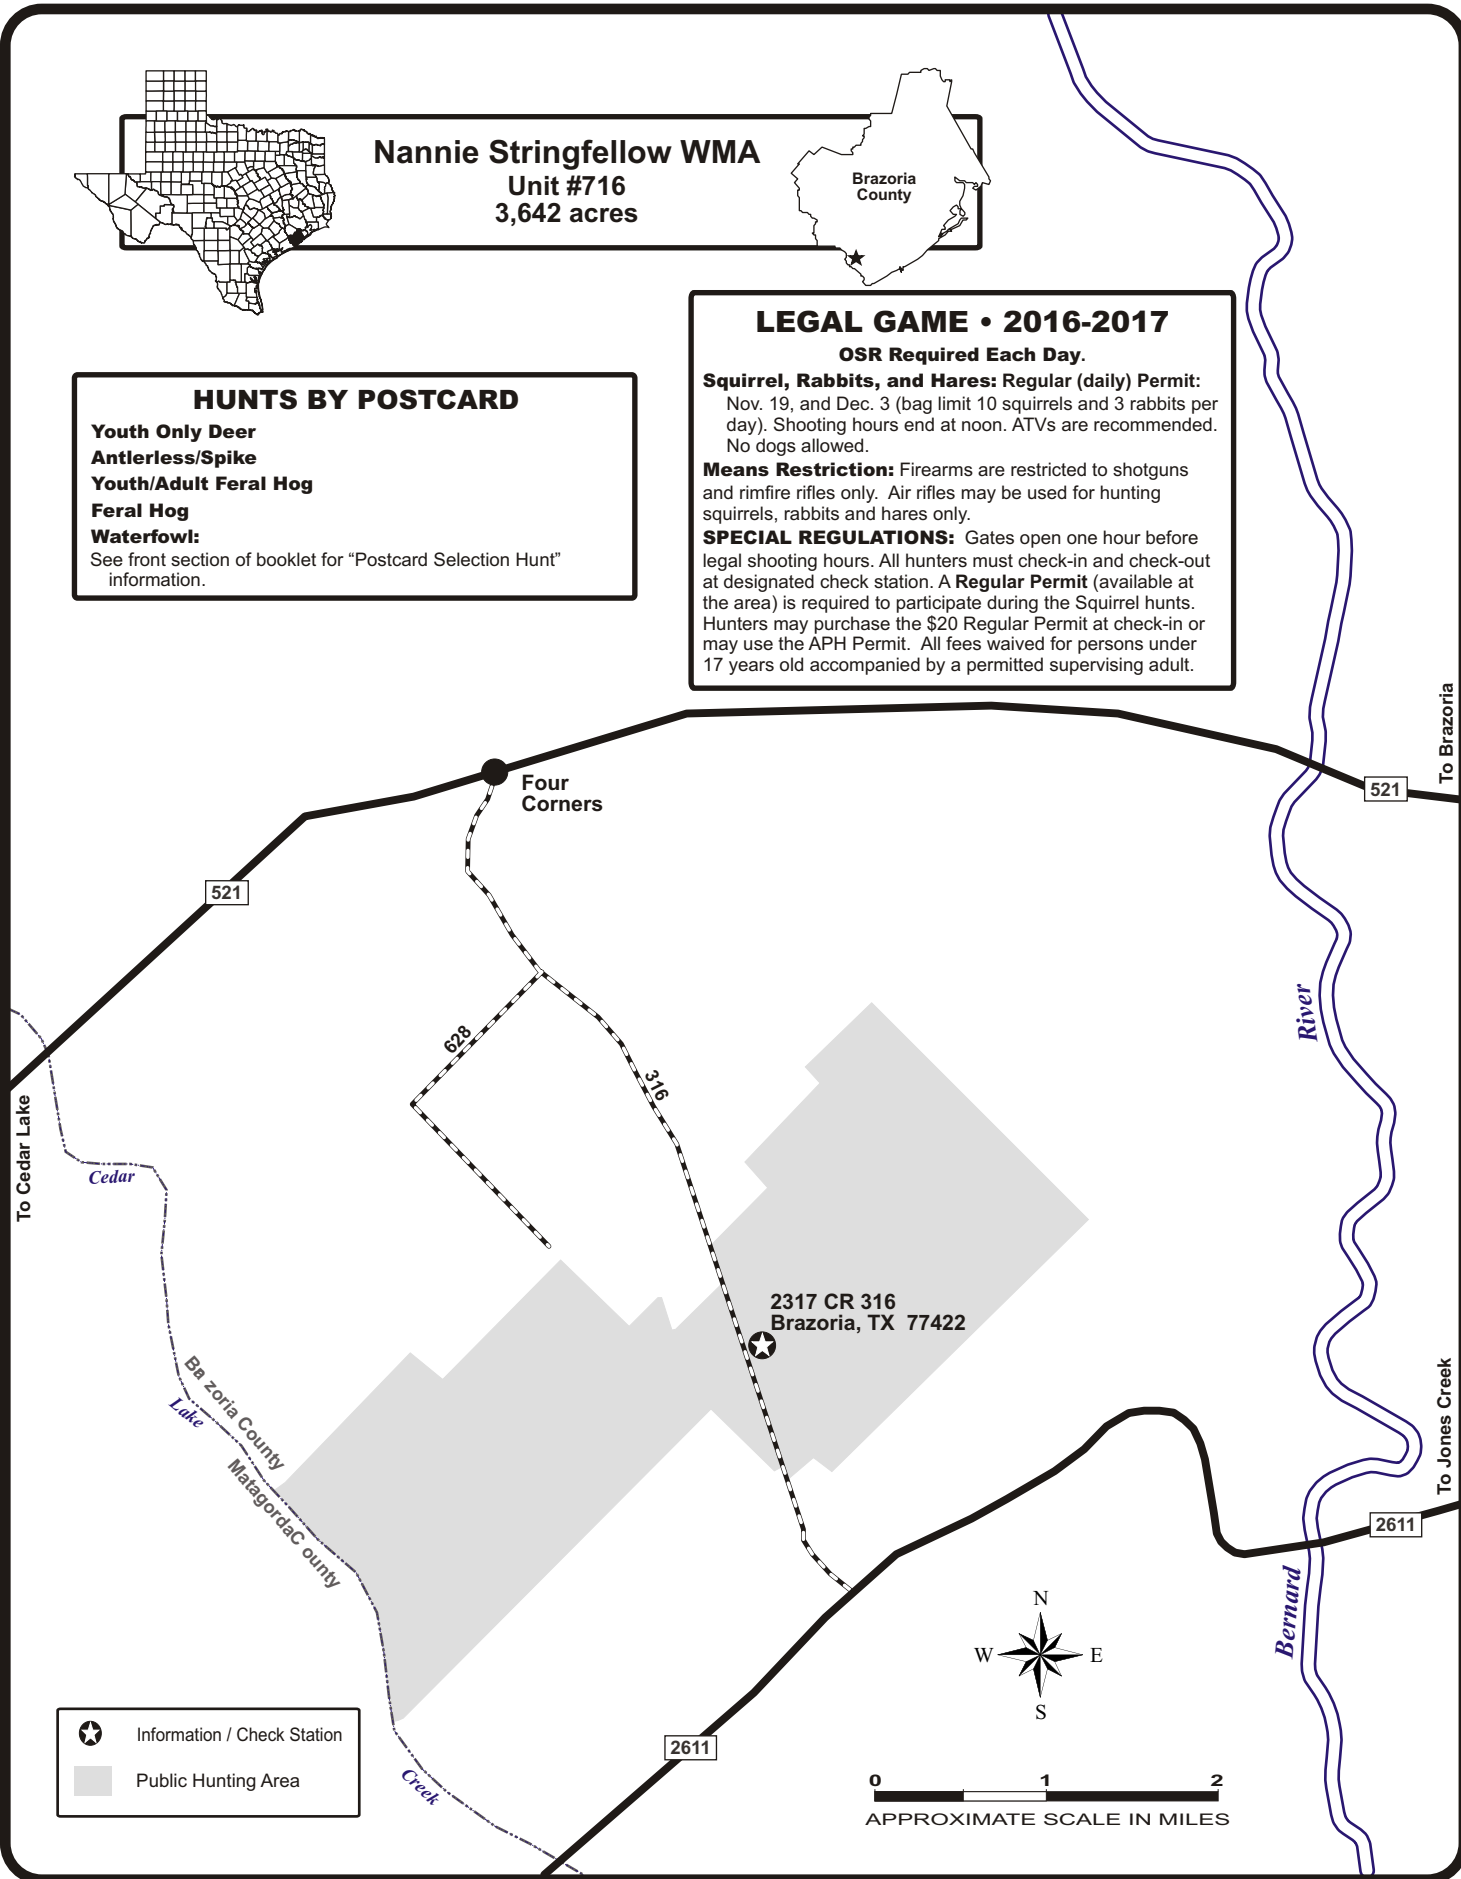 Nannie Stringfellow WMA
Unit #716
3,642 acres
Brazoria
County
HUNTS BY POSTCARD
Youth Only Deer
Antlerless/Spike
Youth/Adult Feral Hog
Feral Hog
Waterfowl:
See front section of booklet for “Postcard Selection Hunt”
information.
LEGAL GAME • 2016-2017
OSR Required Each Day.
Squirrel, Rabbits, and Hares: Regular (daily) Permit:
Nov. 19, and Dec. 3 (bag limit 10 squirrels and 3 rabbits per
day). Shooting hours end at noon. ATVs are recommended.
No dogs allowed.
Means Restriction: Firearms are restricted to shotguns
and rimfire rifles only. Air rifles may be used for hunting
squirrels, rabbits and hares only.
SPECIAL REGULATIONS: Gates open one hour before
legal shooting hours. All hunters must check-in and check-out
at designated check station. A Regular Permit (available at
the area) is required to participate during the Squirrel hunts.
Hunters may purchase the $20 Regular Permit at check-in or
may use the APH Permit. All fees waived for persons under
17 years old accompanied by a permitted supervising adult.
To Brazoria
Four
Corners
521
521
628
316
River
To Cedar Lake
Cedar
2317 CR 316
Brazoria, TX 77422
Lake
Bra zoria County
MatagordaC ounty
To Jones Creek
2611
Bernard
N
W
E
S
2611
Creek
Information / Check Station
Public Hunting Area
0
1
2
APPROXIMATE SCALE IN MILES